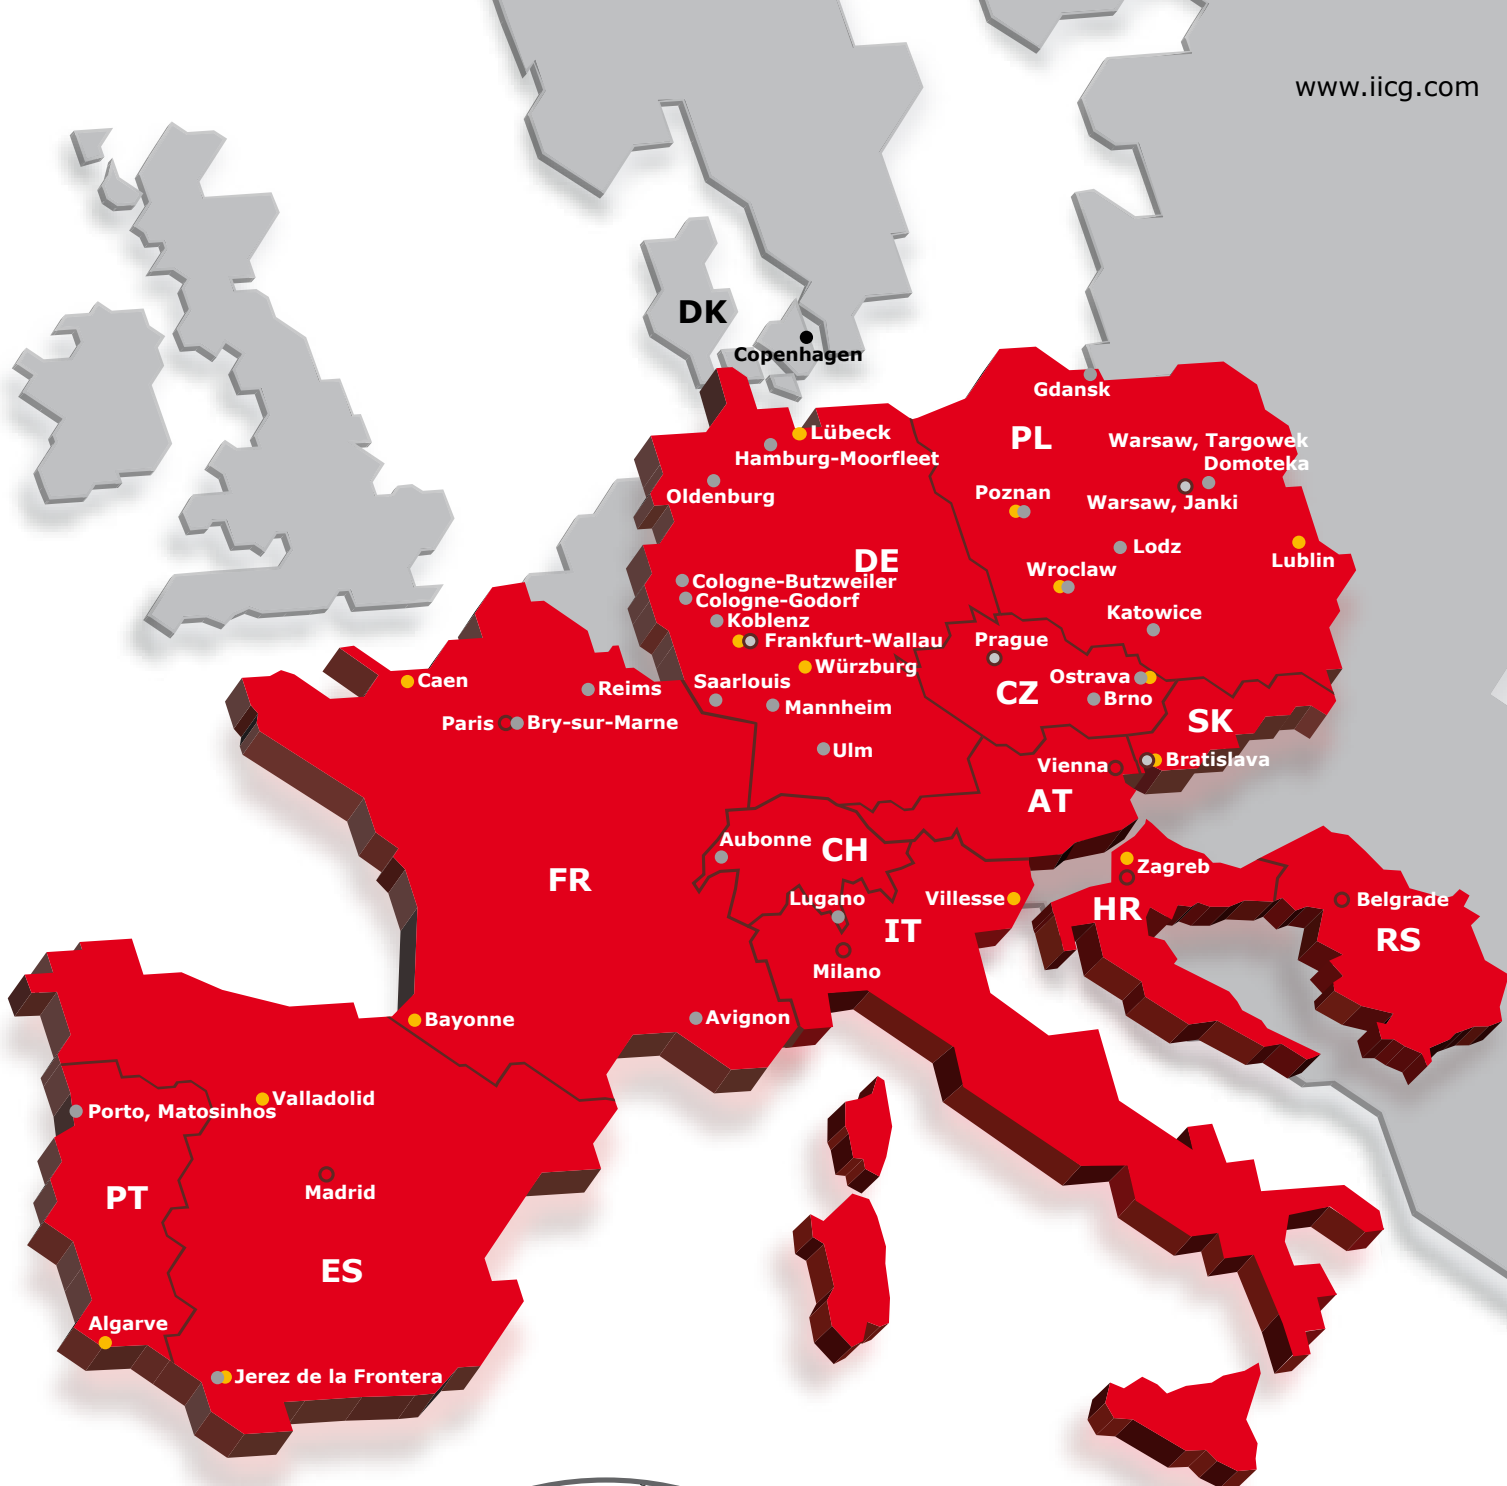 www.iicg.com
DK
Copenhagen
Gdansk
PL
Lübeck
Hamburg-Moorfleet
Oldenburg
Warsaw, Targowek
Domoteka
Poznan
Warsaw, Janki
DE
Lodz
Lublin
Wroclaw
Cologne-Butzweiler
Cologne-Godorf
Koblenz
Katowice
Frankfurt-Wallau
Prague
Würzburg
Ostrava
Caen
Reims
Saarlouis
CZ
Brno
Mannheim
Paris
Bry-sur-Marne
SK
Ulm
Vienna
Bratislava
AT
Aubonne
CH
Zagreb
FR
Lugano
Villesse
HR
Belgrade
IT
RS
Milano
Bayonne
Avignon
Valladolid
Porto, Matosinhos
Madrid
PT
ES
Algarve
Jerez de la Frontera